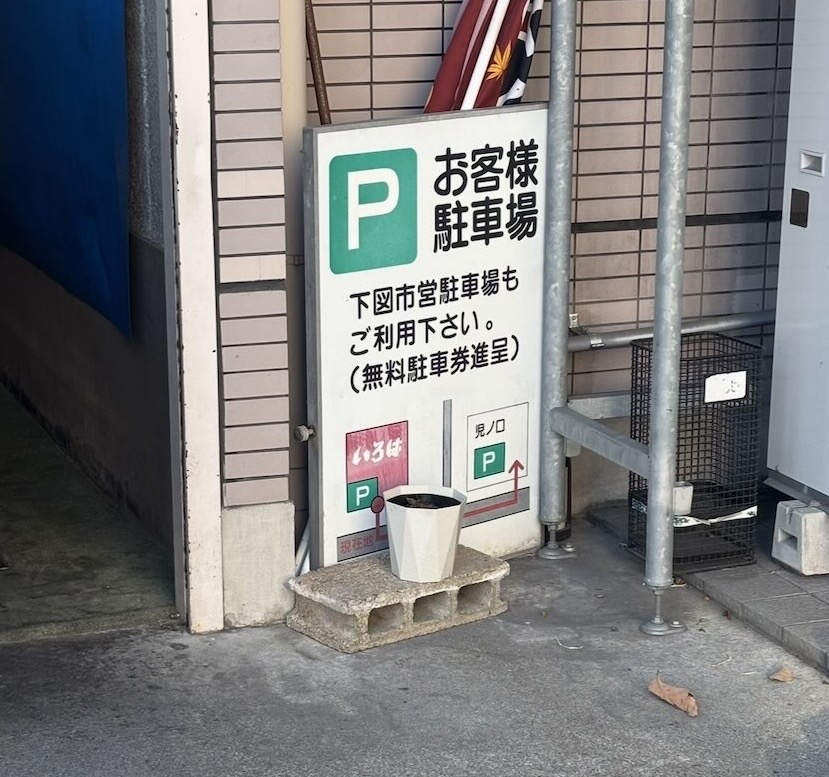 P
お客様
駐車場
下図市営駐車場も
ご利用下さい。
(無料駐車券進呈)
いろは
P
児ノ口
P
現在地